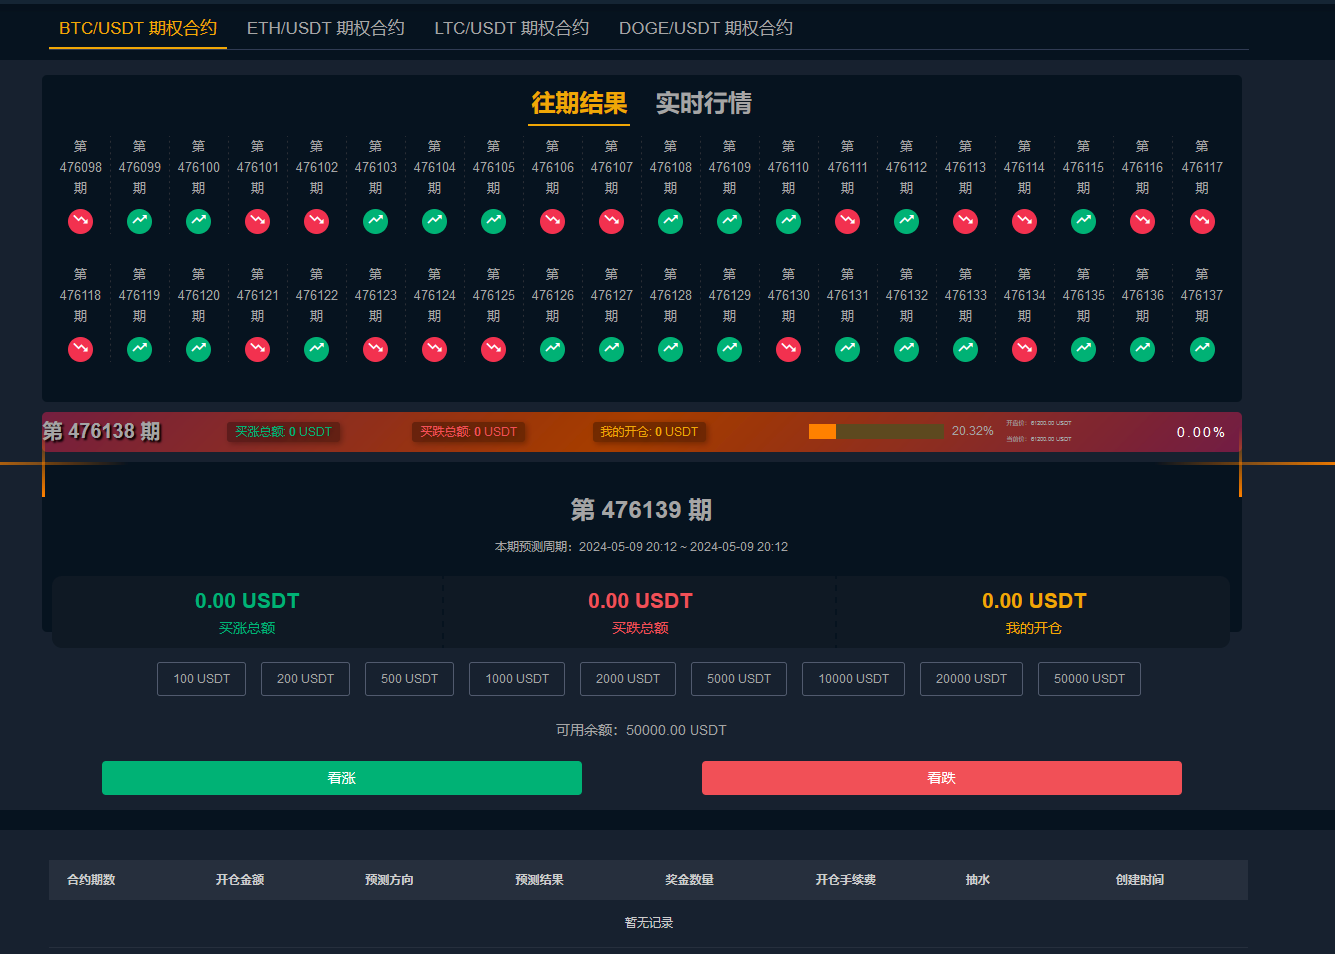 BTC/USDT 期权合约 ETH/USDT 期权合约 LTC/USDT 期权合约 DOGE/USDT 期权合约
往期结果 实时行情
第 第 第 第 第 第 第 第 第 第 第 第 第 第 第 第 第 第 第 第
476098 476099 476100 476101 476102 476103 476104 476105 476106 476107 476108 476109 476110 476111 476112 476113 476114 476115 476116 476117
期 期 期 期 期 期 期 期 期 期 期 期 期 期 期 期 期 期 期 期
第 第 第 第 第 第 第 第 第 第 第 第 第 第 第 第 第 第 第 第
476118 476119 476120 476121 476122 476123 476124 476125 476126 476127 476128 476129 476130 476131 476132 476133 476134 476135 476136 476137
期 期 期 期 期 期 期 期 期 期 期 期 期 期 期 期 期 期 期 期
第 476138 期 买涨总额: 0 USDT 买跌总额: 0 USDT 我的开仓: 0 USDT 20.32% 开盘价: 61200.00 USDT 0.00%
当前价: 61200.00 USDT
第 476139 期
本期预测周期：2024-05-09 20:12 ~ 2024-05-09 20:12
0.00 USDT 0.00 USDT 0.00 USDT
买涨总额 买跌总额 我的开仓
100 USDT 200 USDT 500 USDT 1000 USDT 2000 USDT 5000 USDT 10000 USDT 20000 USDT 50000 USDT
可用余额：50000.00 USDT
看涨 看跌
合约期数 开仓金额 预测方向 预测结果 奖金数量 开仓手续费 抽水 创建时间
暂无记录